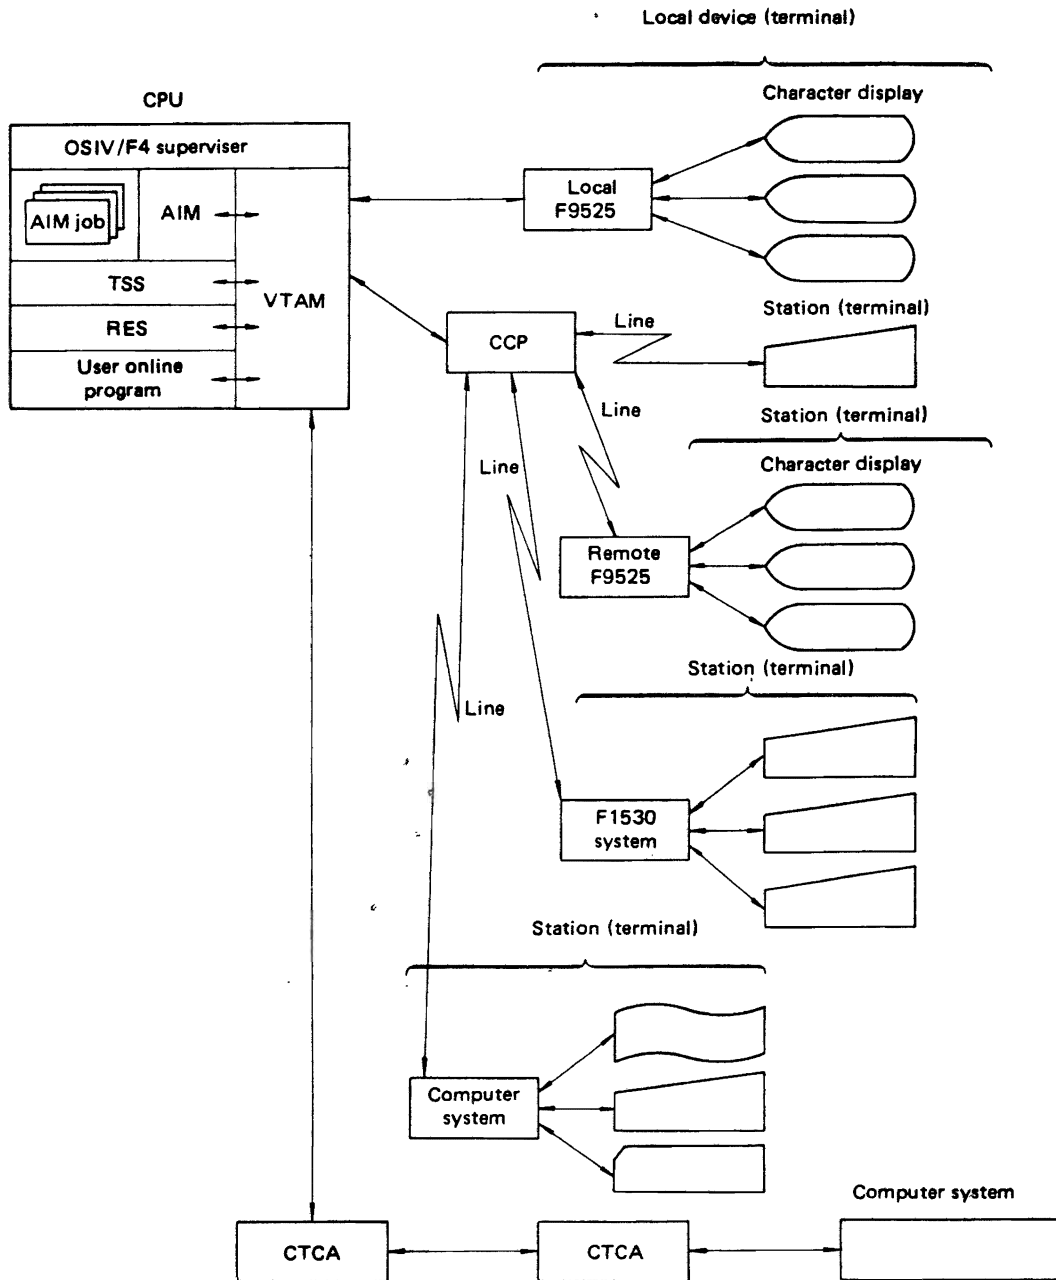 Local device (terminal)
CPU
Character display
OSIV/F4 superviser
AIM job
AIM
Local
F9525
TSS
VTAM
RES
User online
program
CCP
Line
Station (terminal)
Line
Station (terminal)
Line
Character display
Remote
F9525
Station (terminal)
Line
F1530
system
Station (terminal)
Computer
system
Computer system
CTCA
CTCA